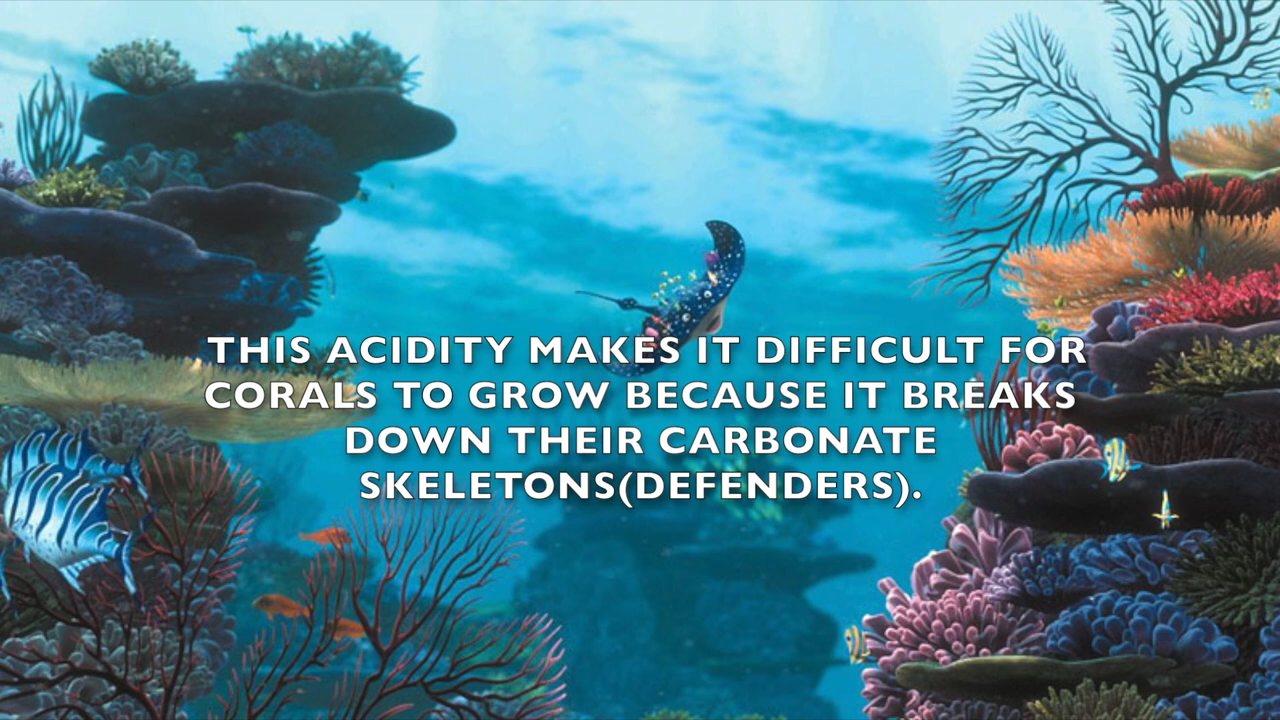 THIS ACIDITY MAKES IT DIFFICULT FOR
CORALS TO GROW BECAUSE IT BREAKS
DOWN THEIR CARBONATE
SKELETONS(DEFENDERS).